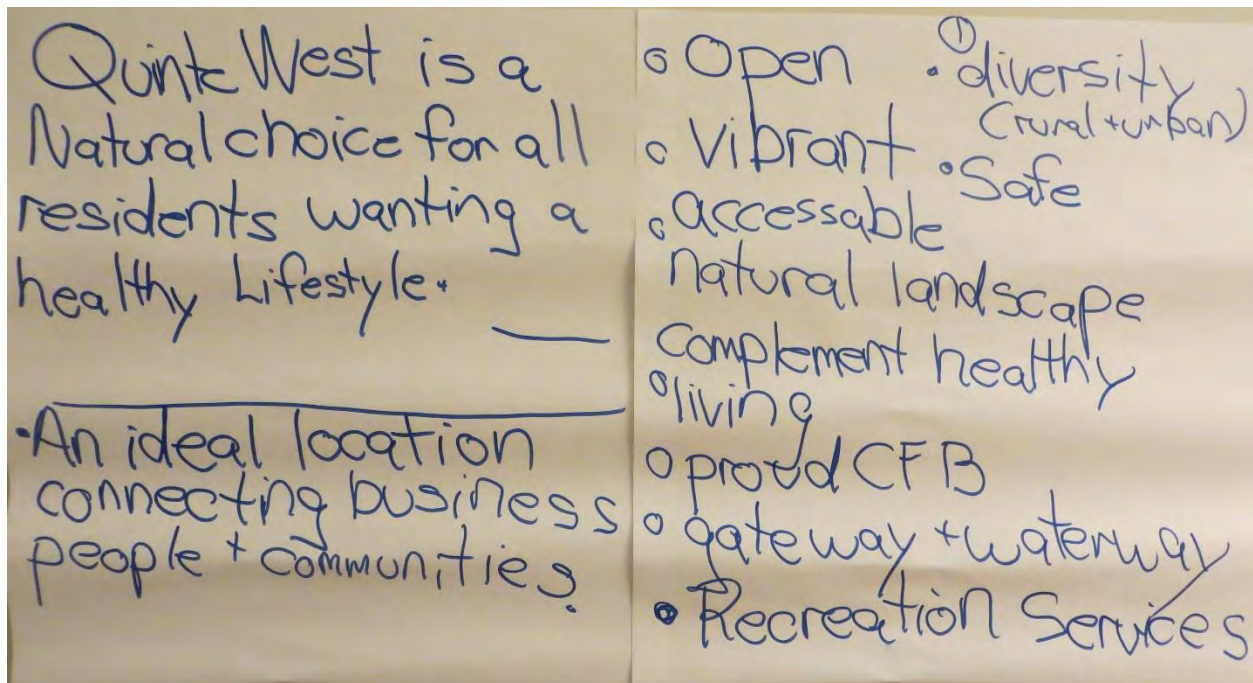 Quinte West is a
Natural choice for all
residents wanting a
healthy Lifestyle.
• An ideal location
connecting business
people + communities.
○ Open
○ Vibrant
○ accessable
natural landscape
complement healthy
○ living
○ proud CFB
○ gateway + waterway
• Recreation Services
①
• diversity
(rural + urban)
• Safe